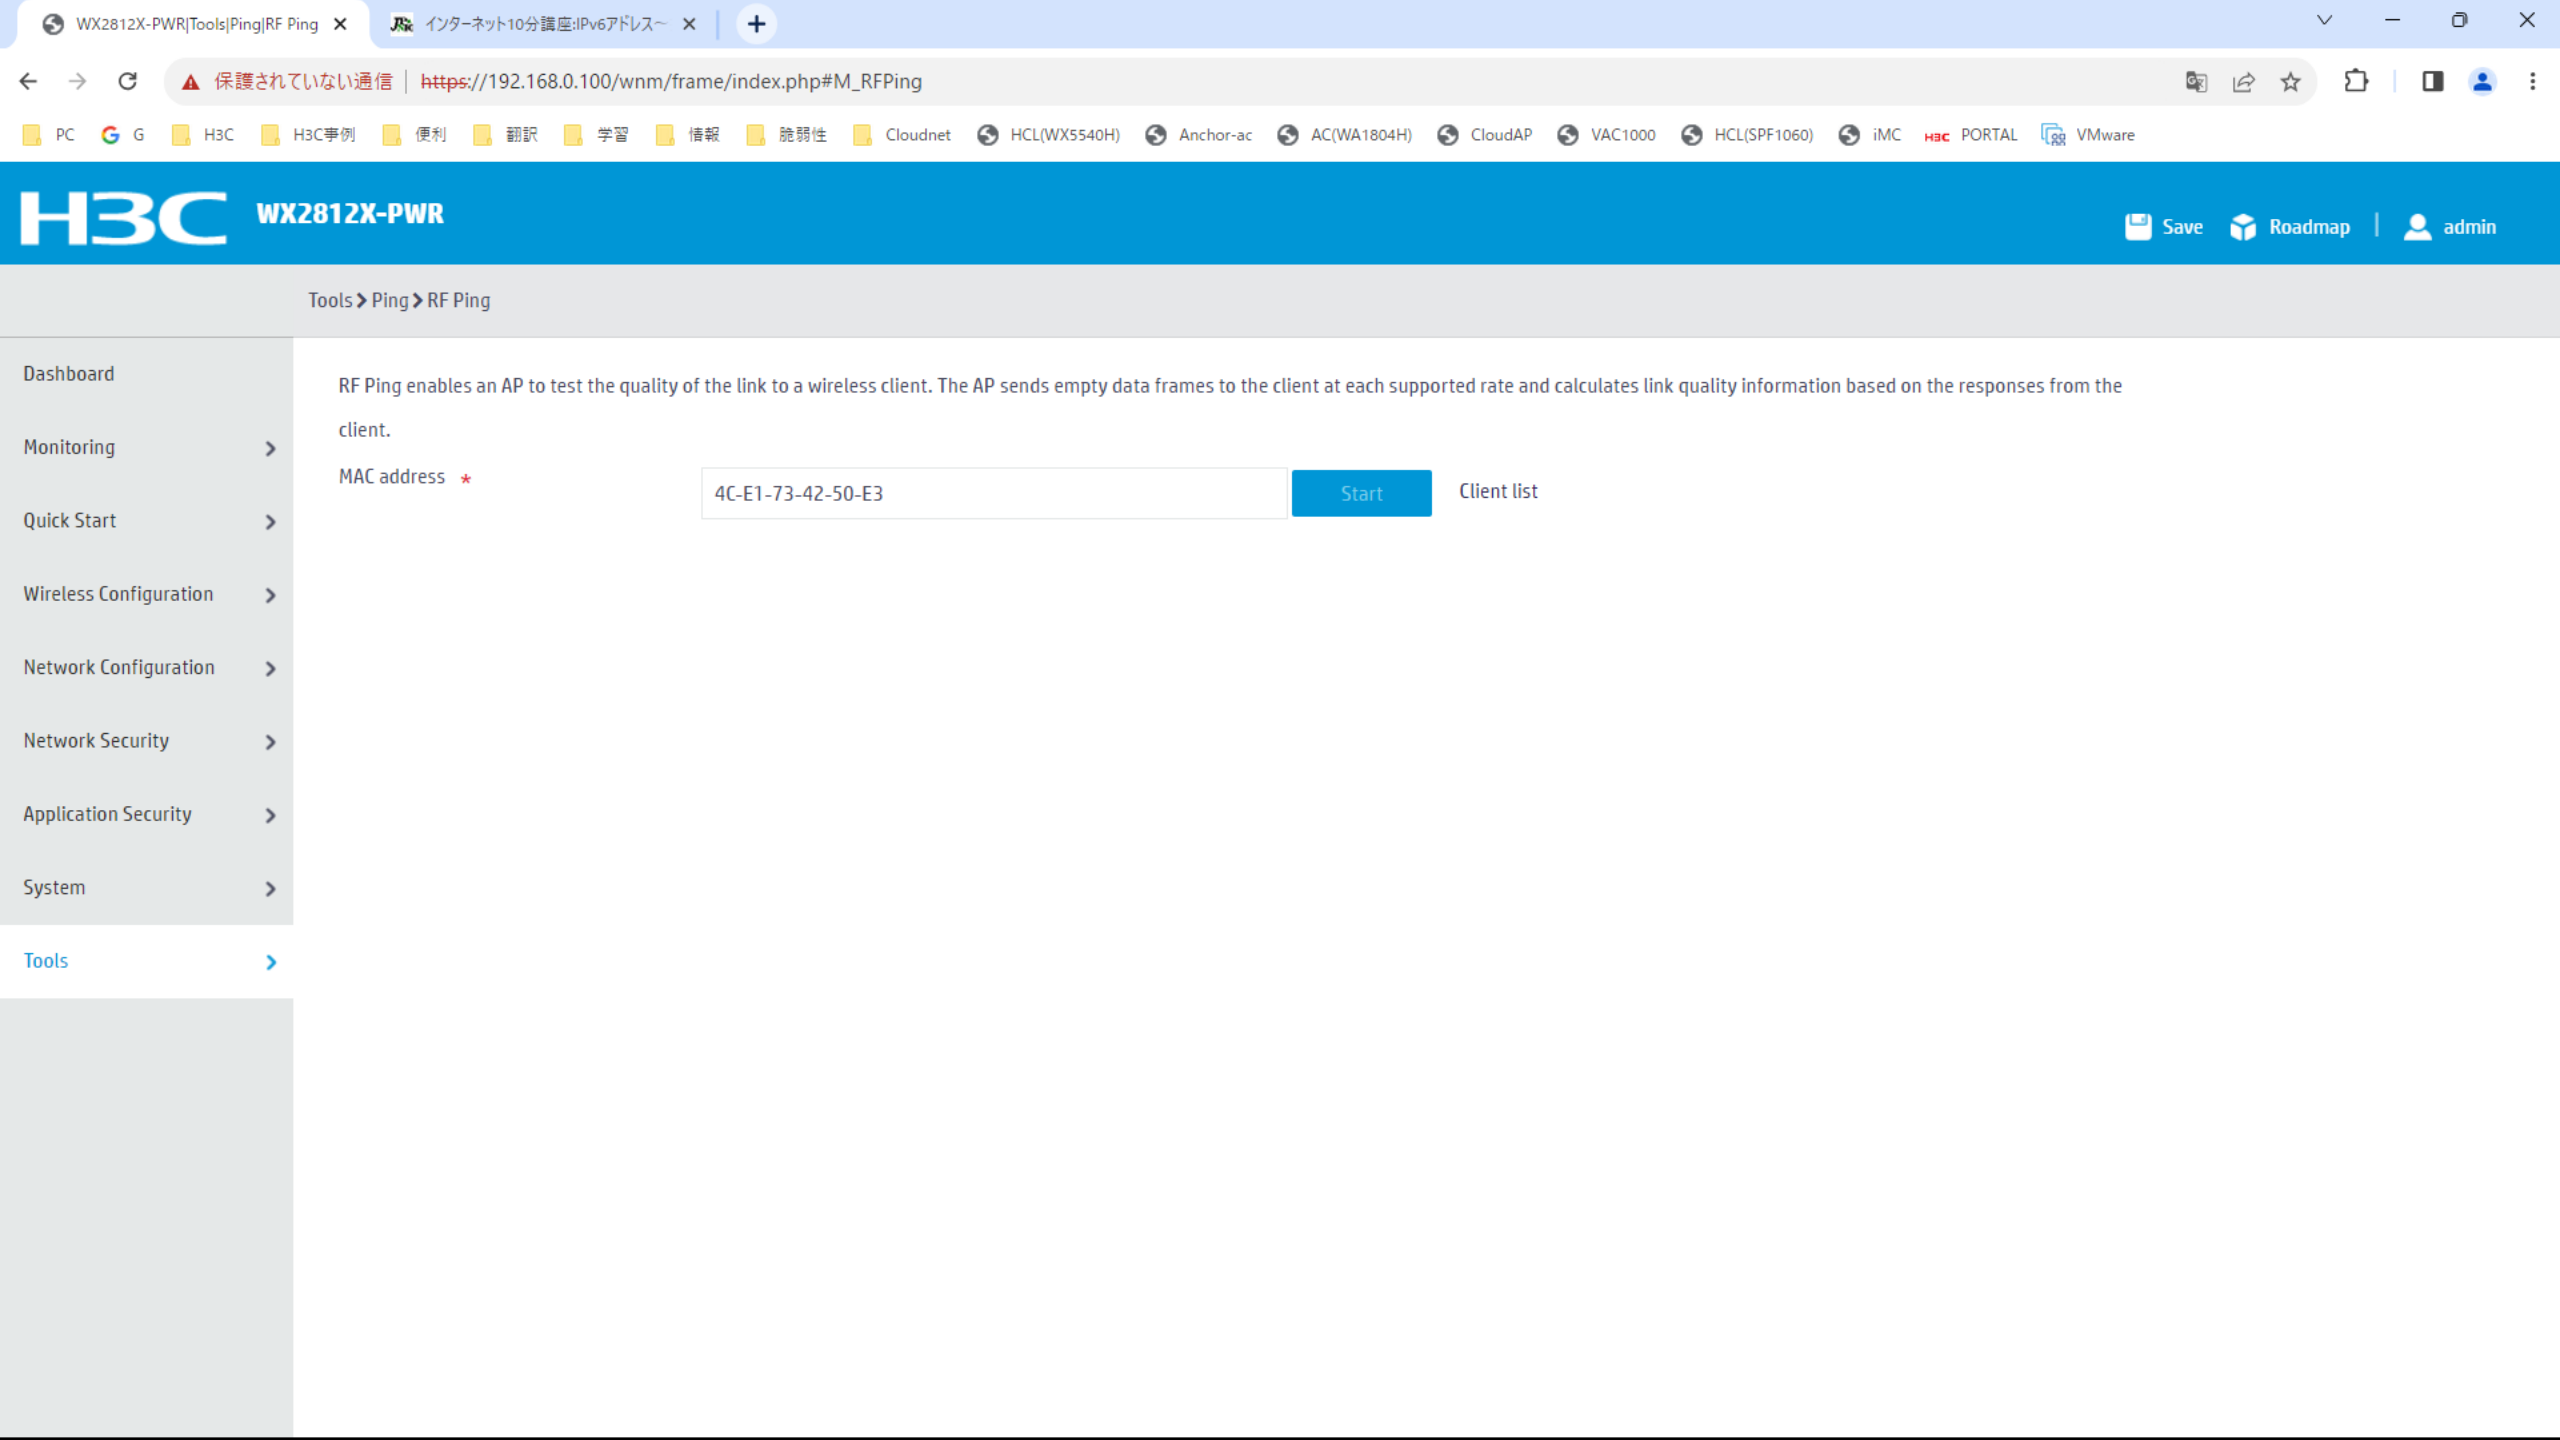 WX2812X-PWR|Tools|Ping|RF Ping
インターネット10分講座:IPv6アドレス～
保護されていない通信 https://192.168.0.100/wnm/frame/index.php#M_RFPing
PC G H3C H3C事例 便利 翻訳 学習 情報 脆弱性 Cloudnet HCL(WX5540H) Anchor-ac AC(WA1804H) CloudAP VAC1000 HCL(SPF1060) iMC H3C PORTAL VMware
H3C WX2812X-PWR
Save Roadmap admin
Tools Ping RF Ping
Dashboard
Monitoring
Quick Start
Wireless Configuration
Network Configuration
Network Security
Application Security
System
Tools
RF Ping enables an AP to test the quality of the link to a wireless client. The AP sends empty data frames to the client at each supported rate and calculates link quality information based on the responses from the
client.
MAC address * 4C-E1-73-42-50-E3 Start Client list